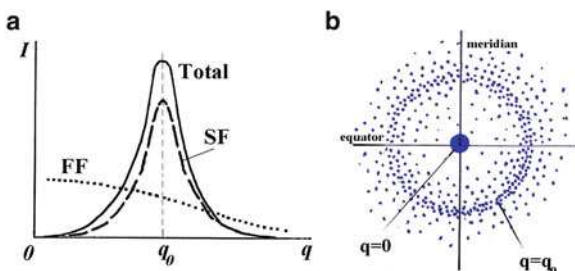 a
I
Total
SF
FF
0
q₀
q
b
meridian
equator
q=0
q=q₀